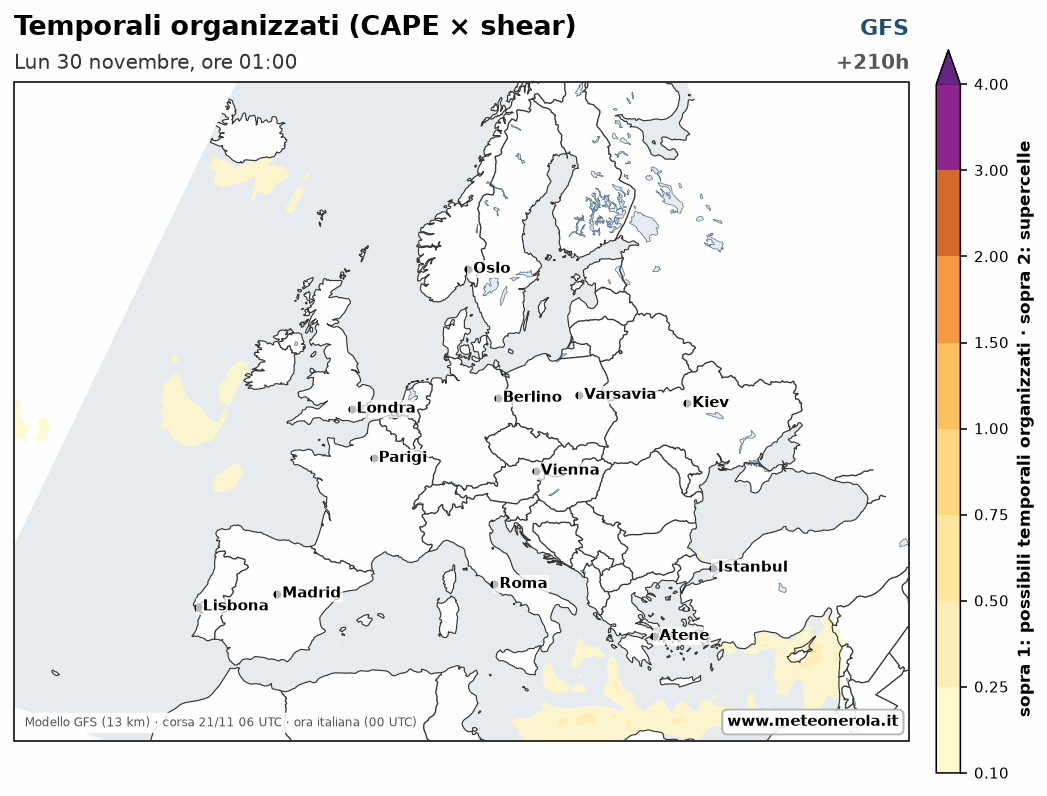 Temporali organizzati (CAPE × shear)
GFS
Lun 30 novembre, ore 01:00
+210h
Oslo
Berlino
Varsavia
Kiev
Londra
Parigi
Vienna
Istanbul
Roma
Madrid
Lisbona
Atene
Modello GFS (13 km) · corsa 21/11 06 UTC · ora italiana (00 UTC)
www.meteonerola.it
4.00
3.00
2.00
1.50
1.00
0.75
0.50
0.25
0.10
sopra 1: possibili temporali organizzati · sopra 2: supercelle